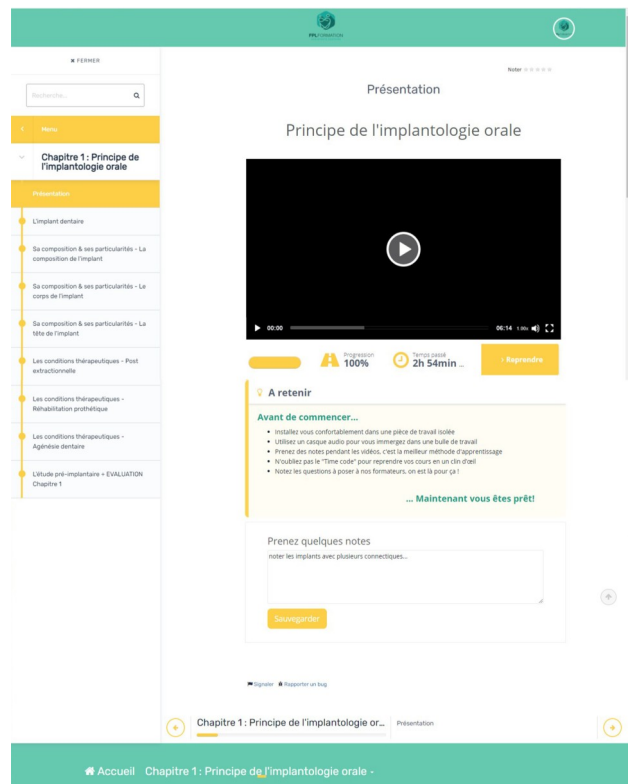 PPL FORMATION
✖ FERMER
Noter
Recherche...
Présentation
Menu
Principe de l'implantologie orale
Chapitre 1 : Principe de
l'implantologie orale
Présentation
L'implant dentaire
Sa composition & ses particularités - La
composition de l'implant
Sa composition & ses particularités - Le
corps de l'implant
Sa composition & ses particularités - La
tête de l'implant
Les conditions thérapeutiques - Post
extractionnelle
Les conditions thérapeutiques -
Réhabilitation prothétique
Les conditions thérapeutiques -
Agénésie dentaire
L'étude pré-implantaire + EVALUATION
Chapitre 1
00:00
06:14 1.00x
Progression
100%
Temps passé
2h 54min ...
› Reprendre
A retenir
Avant de commencer...
• Installez vous confortablement dans une pièce de travail isolée
• Utilisez un casque audio pour vous immergez dans une bulle de travail
• Prenez des notes pendant les vidéos, c'est la meilleur méthode d'apprentissage
• N'oubliez pas le "Time code" pour reprendre vos cours en un clin d'œil
• Notez les questions à poser à nos formateurs, on est là pour ça !
... Maintenant vous êtes prêt!
Prenez quelques notes
noter les implants avec plusieurs connectiques...
Sauvegarder
Signaler Rapporter un bug
Chapitre 1 : Principe de l'implantologie or... Présentation
Accueil Chapitre 1 : Principe de l'implantologie orale -